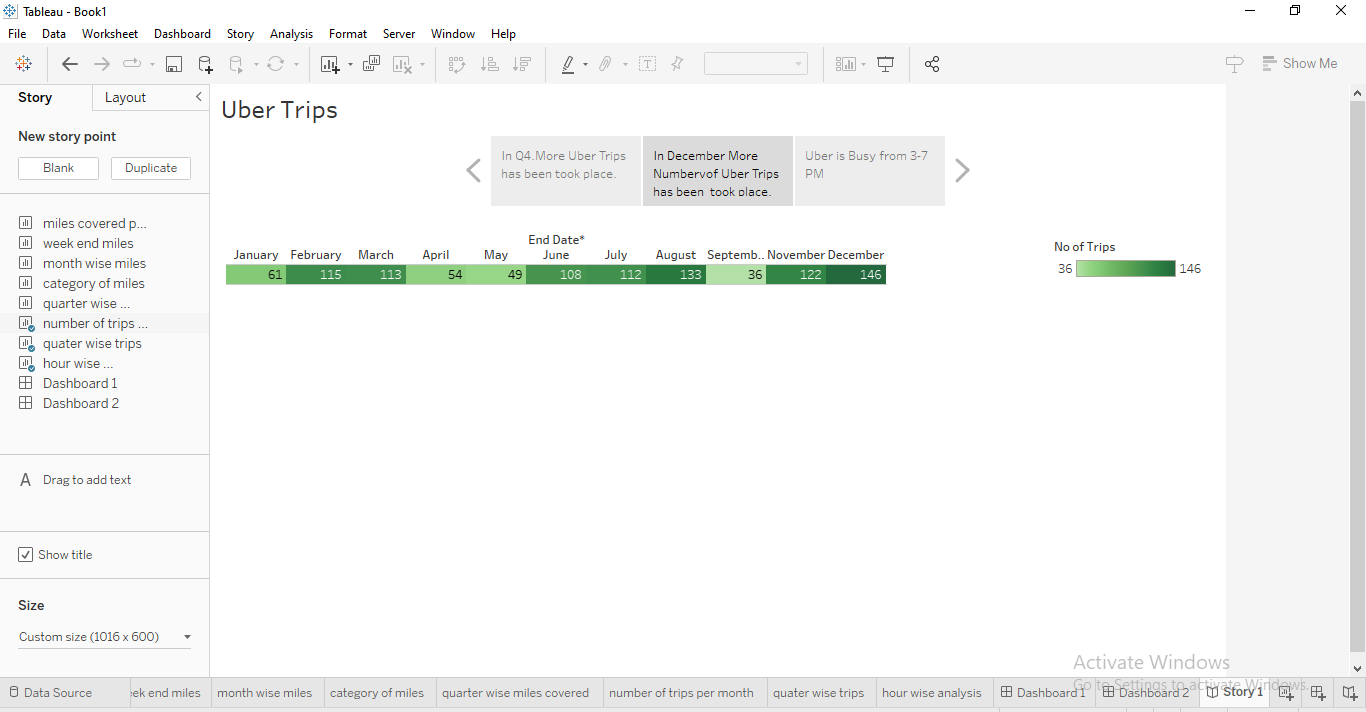 Tableau - Book1
File Data Worksheet Dashboard Story Analysis Format Server Window Help
Show Me
Story Layout
New story point
Blank Duplicate
miles covered p...
week end miles
month wise miles
category of miles
quarter wise ...
number of trips ...
quater wise trips
hour wise ...
Dashboard 1
Dashboard 2
A Drag to add text
Show title
Size
Custom size (1016 x 600)
Uber Trips
In Q4.More Uber Trips
has been took place.
In December More
Numbervof Uber Trips
has been took place.
Uber is Busy from 3-7
PM
End Date*
January February March April May June July August Septemb.. November December
61 115 113 54 49 108 112 133 36 122 146
No of Trips
36 146
Activate Windows
Go to Settings to activate Windows.
Data Source ek end miles month wise miles category of miles quarter wise miles covered number of trips per month quater wise trips hour wise analysis Dashboard 1 Dashboard 2 Story 1